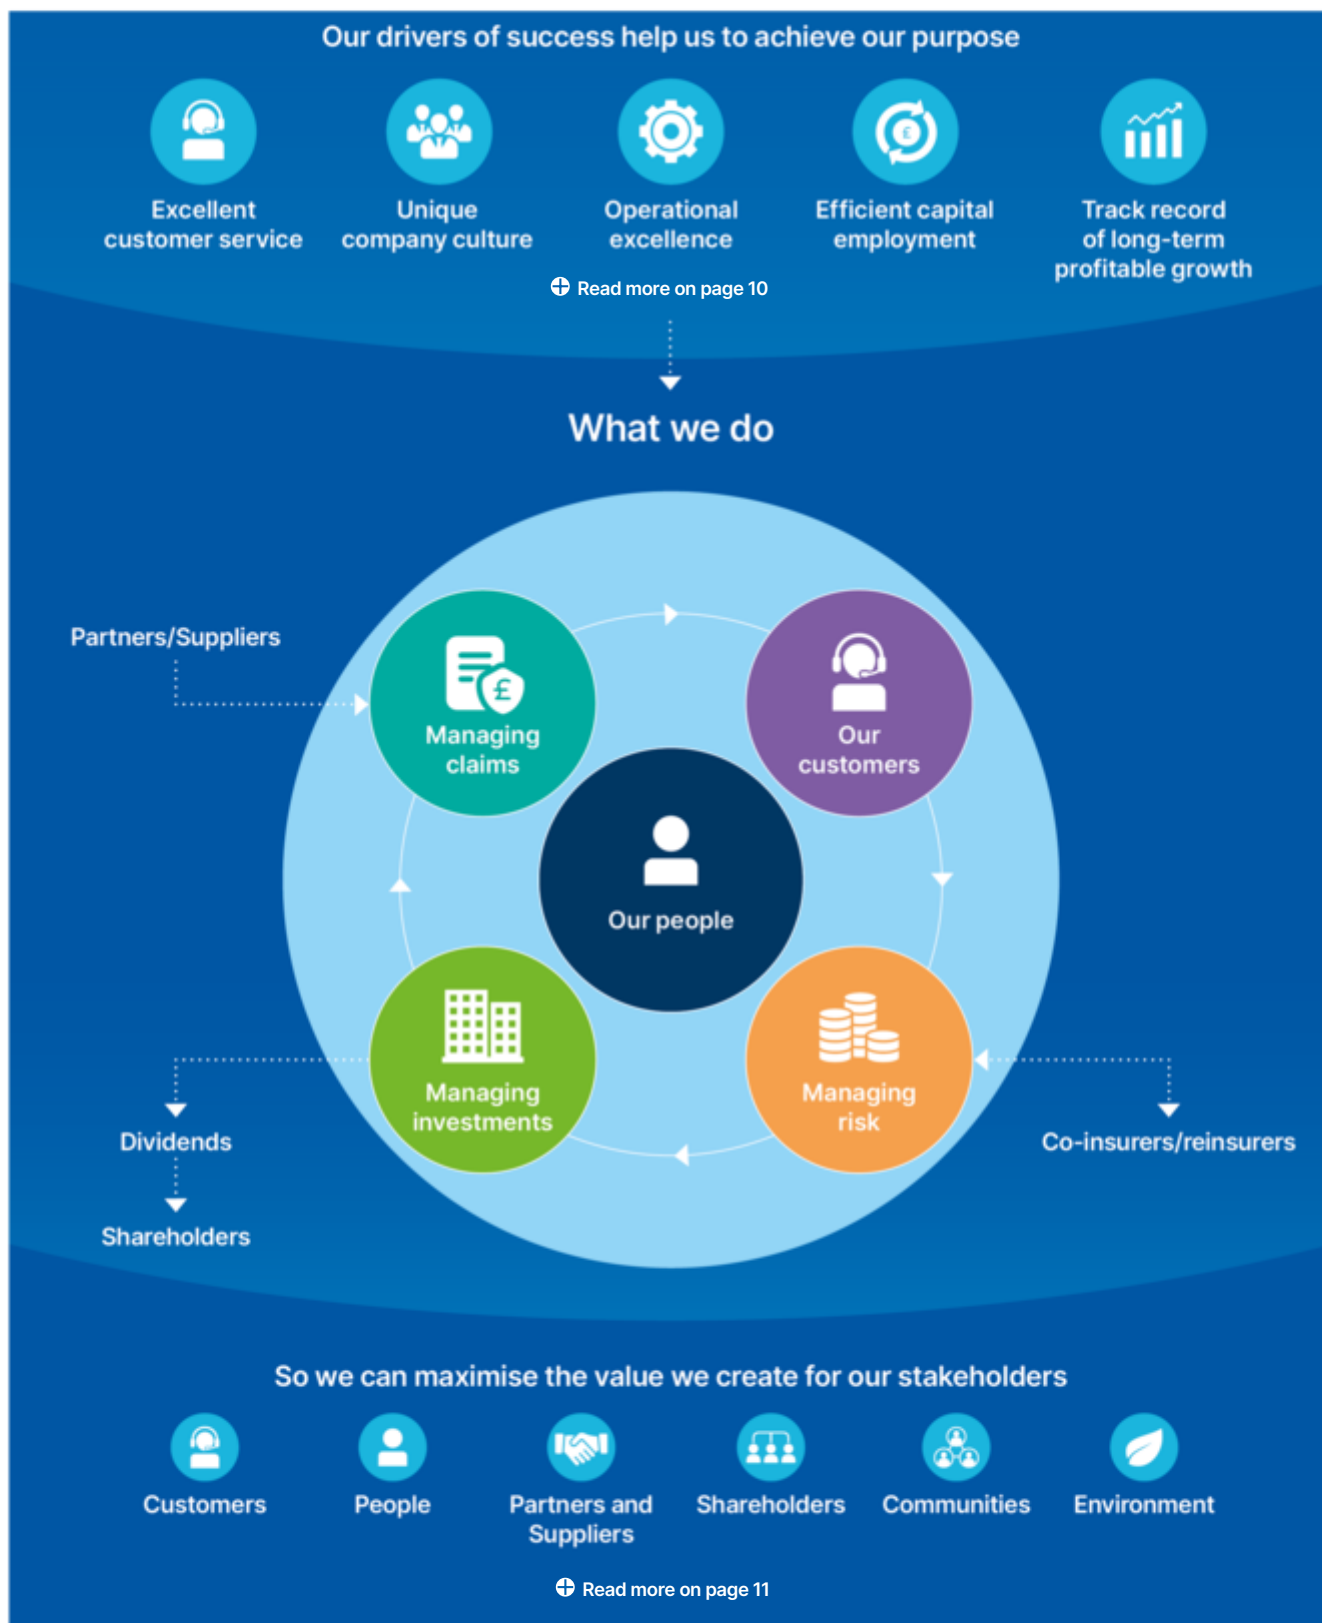 Our drivers of success help us to achieve our purpose
Excellent
customer service
Unique
company culture
Operational
excellence
Efficient capital
employment
Track record
of long-term
profitable growth
Read more on page 10
What we do
Partners/Suppliers
£
Managing
claims
Our
customers
Our people
Managing
investments
Managing
risk
Dividends
Shareholders
Co-insurers/reinsurers
So we can maximise the value we create for our stakeholders
Customers
People
Partners and
Suppliers
Shareholders
Communities
Environment
Read more on page 11